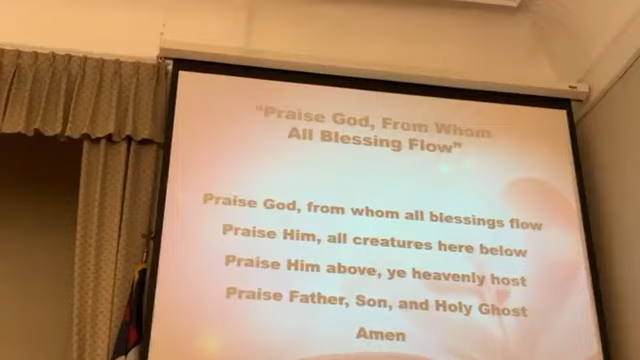 "Praise God, From Whom
All Blessing Flow"
Praise God, from whom all blessings flow
Praise Him, all creatures here below
Praise Him above, ye heavenly host
Praise Father, Son, and Holy Ghost
Amen